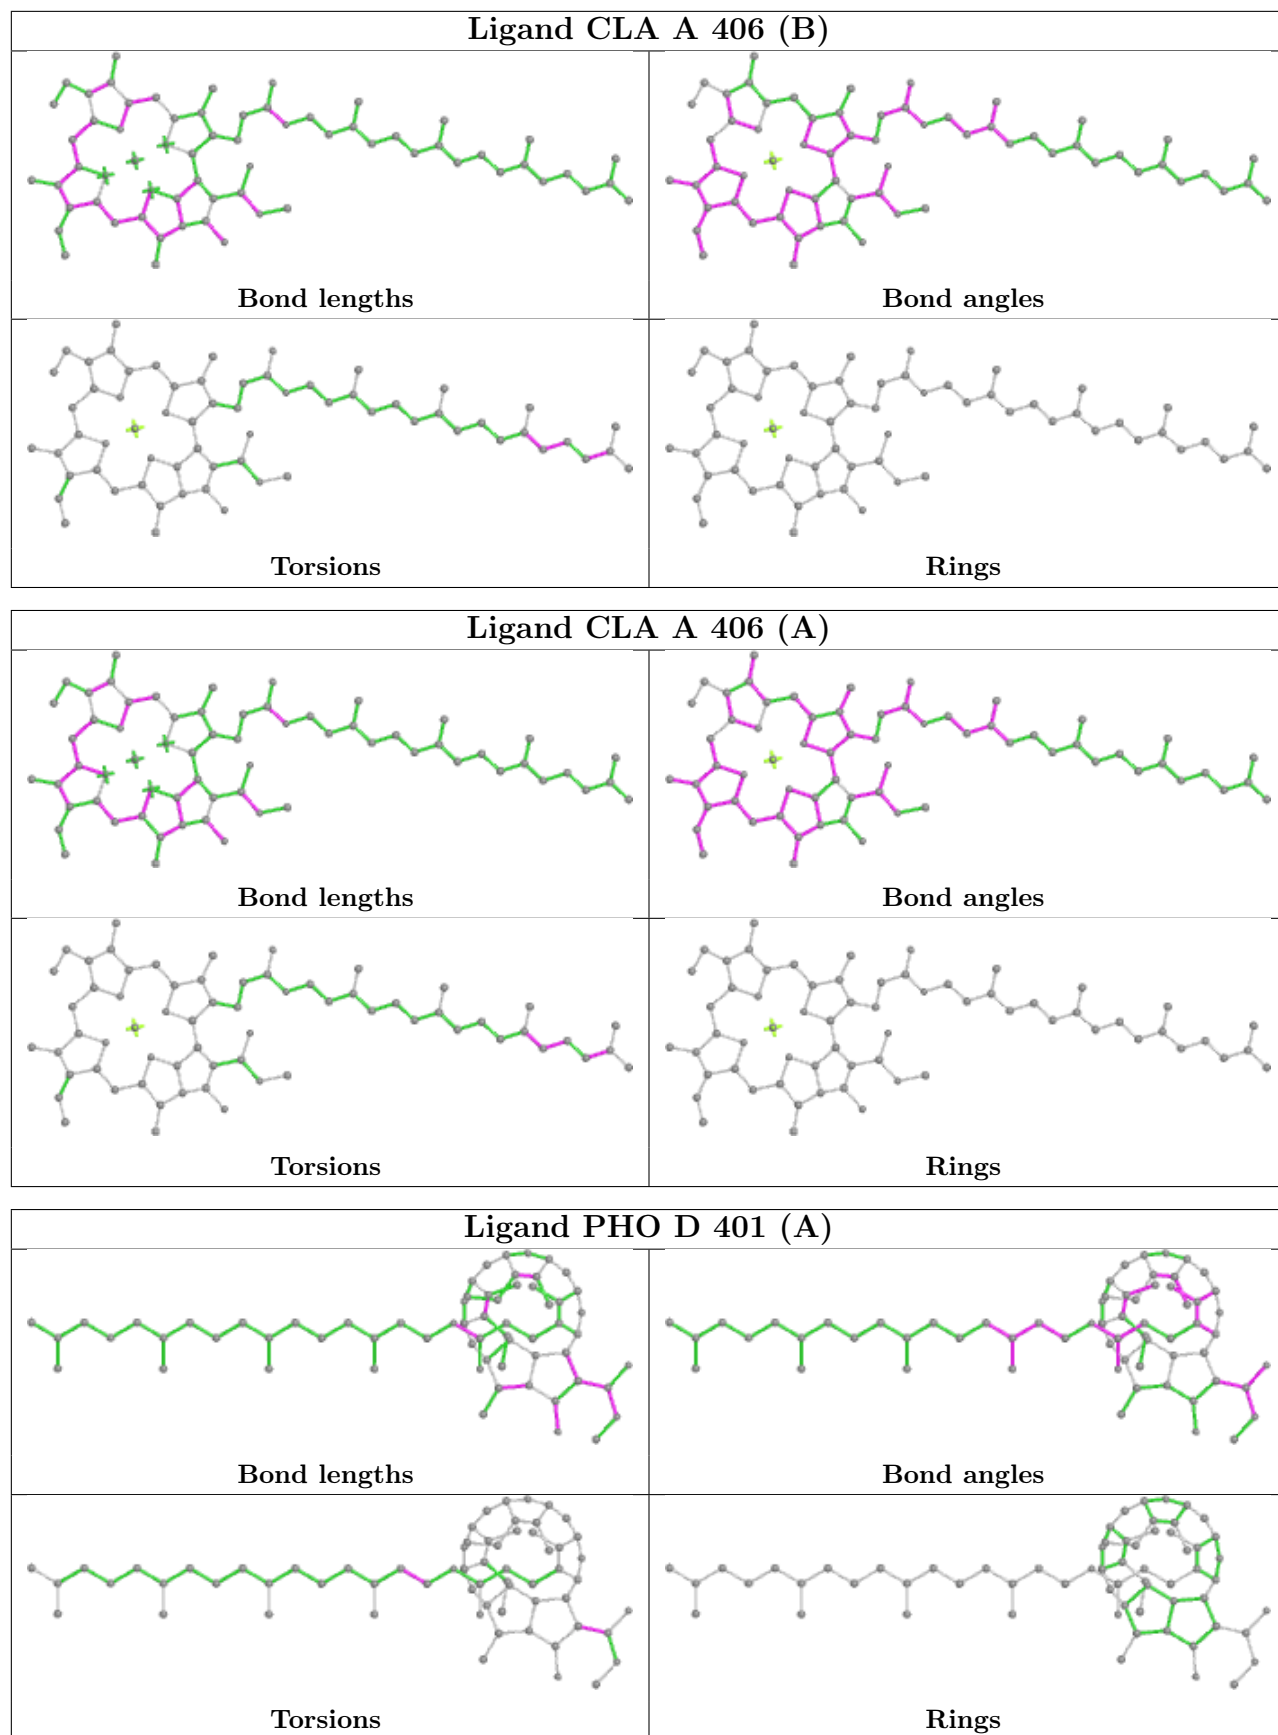 Ligand CLA A 406 (B)
Bond lengths
Bond angles
Torsions
Rings
Ligand CLA A 406 (A)
Bond lengths
Bond angles
Torsions
Rings
Ligand PHO D 401 (A)
Bond lengths
Bond angles
Torsions
Rings